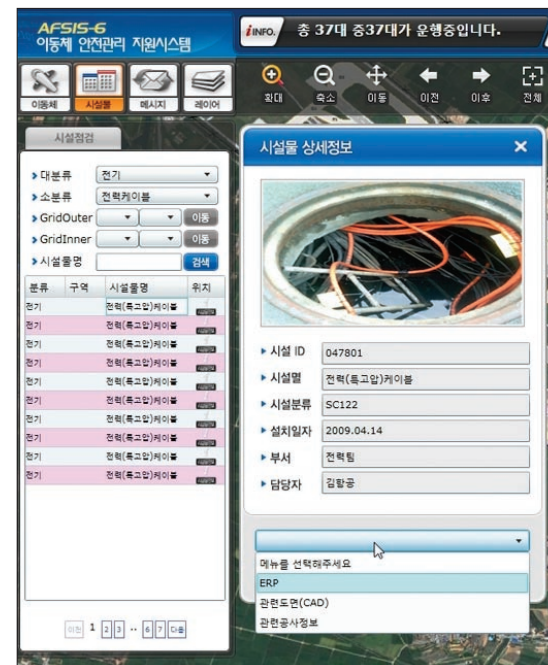 AFSIS-6
이동체 안전관리 지원시스템
INFO. 총 37대 중37대가 운행중입니다.
이동체 시설물 메시지 레이어
확대 축소 이동 이전 이후 전체
시설점검
대분류 전기
소분류 전력케이블
GridOuter 이동
GridInner 이동
시설물명 검색
분류 구역 시설물명 위치
전기 전력(특고압)케이블
전기 전력(특고압)케이블
전기 전력(특고압)케이블
전기 전력(특고압)케이블
전기 전력(특고압)케이블
전기 전력(특고압)케이블
전기 전력(특고압)케이블
전기 전력(특고압)케이블
전기 전력(특고압)케이블
전기 전력(특고압)케이블
이전 1 2 3 ·· 6 7 다음
시설물 상세정보
시설 ID 047801
시설명 전력(특고압)케이블
시설분류 SC122
설치일자 2009.04.14
부서 전력팀
담당자 김항공
메뉴를 선택해주세요
ERP
관련도면(CAD)
관련공사정보